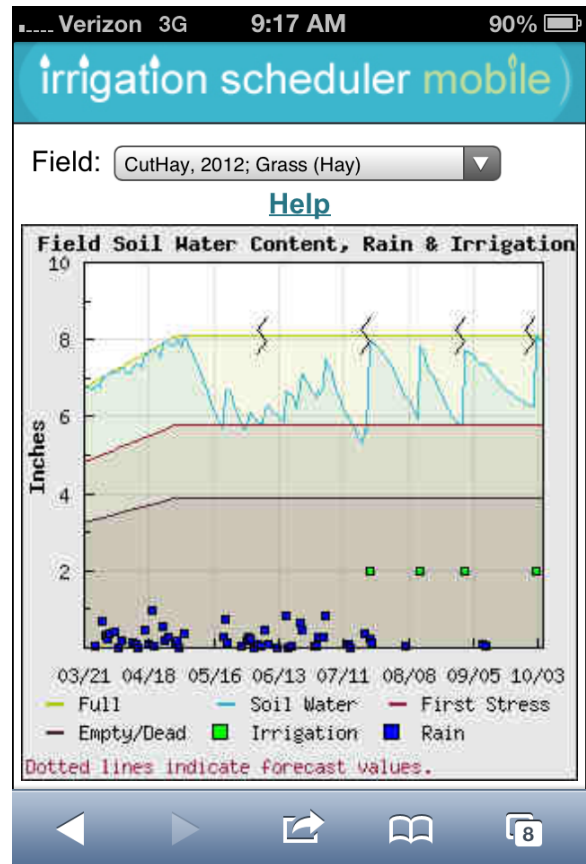 Verizon 3G 9:17 AM 90%
irrigation scheduler mobile
Field: CutHay, 2012; Grass (Hay)
Help
Field Soil Water Content, Rain & Irrigation
10
8
6
4
2
Inches
03/21 04/18 05/16 06/13 07/11 08/08 09/05 10/03
Full Soil Water First Stress
Empty/Dead Irrigation Rain
Dotted lines indicate forecast values.
8